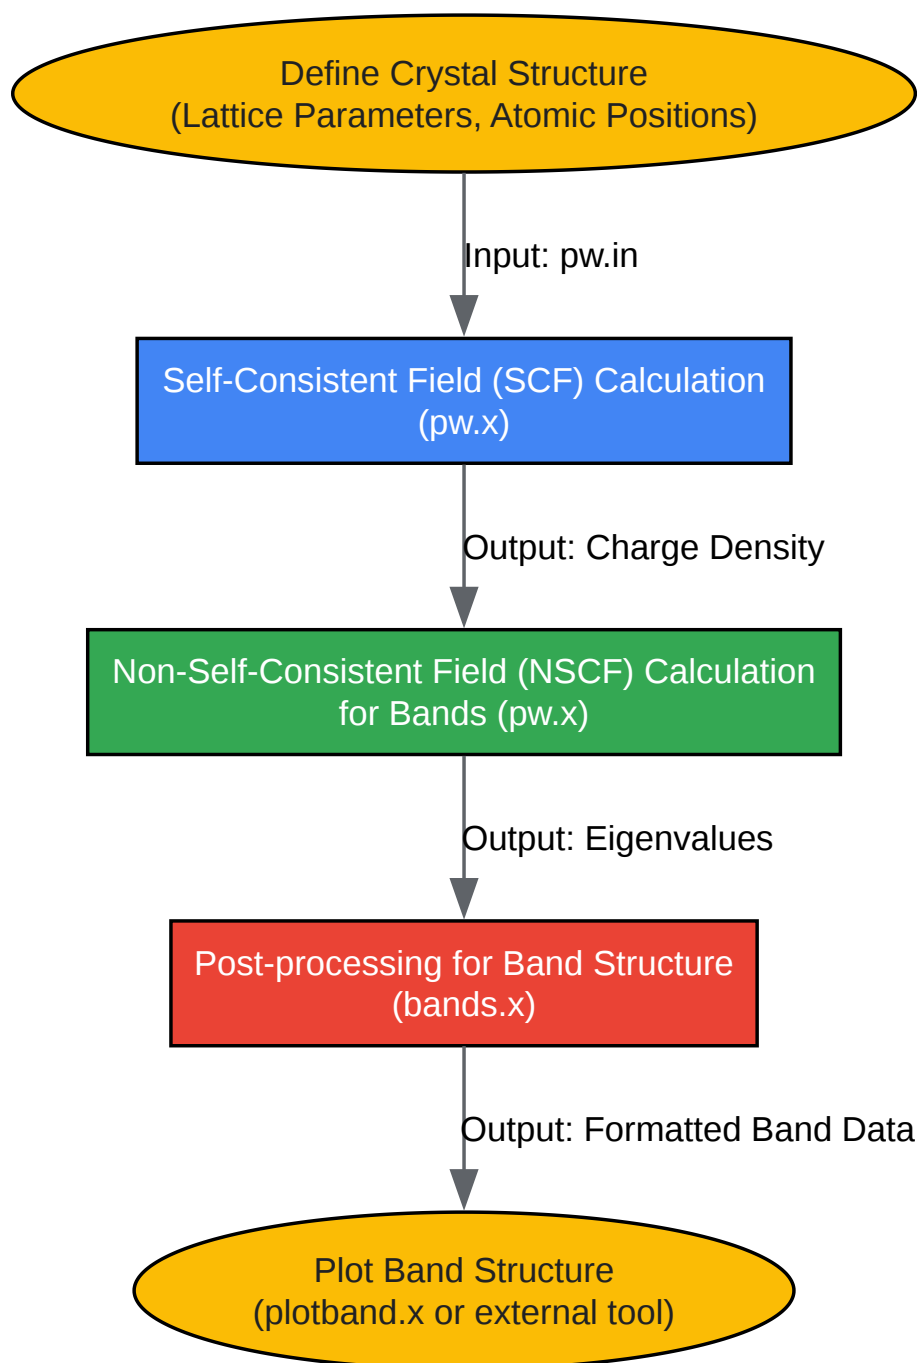 Define Crystal Structure
(Lattice Parameters, Atomic Positions)
Input: pw.in
Self-Consistent Field (SCF) Calculation
(pw.x)
Output: Charge Density
Non-Self-Consistent Field (NSCF) Calculation
for Bands (pw.x)
Output: Eigenvalues
Post-processing for Band Structure
(bands.x)
Output: Formatted Band Data
Plot Band Structure
(plotband.x or external tool)